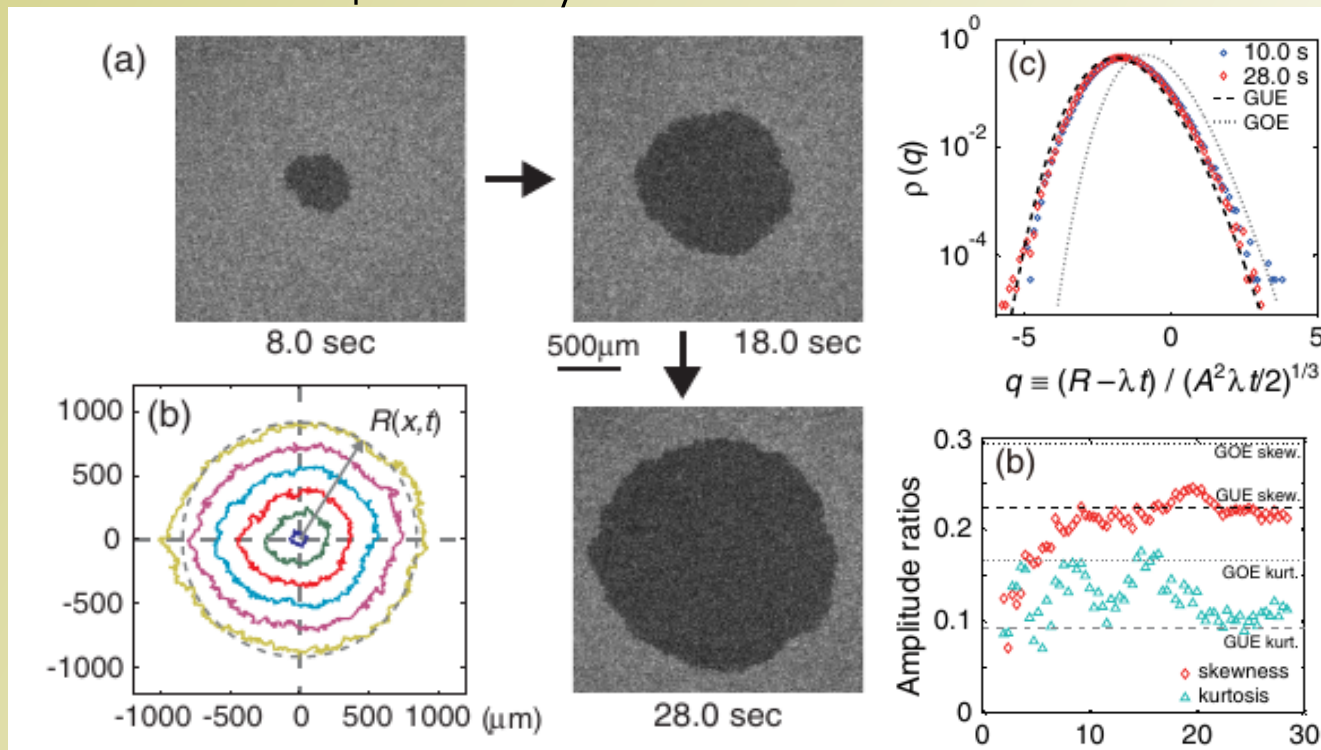 (a)
8.0 sec
500μm
18.0 sec
28.0 sec
(b)
R(x,t)
1000
500
0
-500
-1000
-1000 -500 0 500 1000 (μm)
(c)
10.0 s
28.0 s
GUE
GOE
10⁰
10⁻²
10⁻⁴
ρ(q)
-5 0 5
q ≡ (R − λt) / (A²λt/2)¹/³
(b)
GOE skew.
GUE skew.
GOE kurt.
GUE kurt.
skewness
kurtosis
Amplitude ratios
0.3
0.2
0.1
0
0 10 20 30